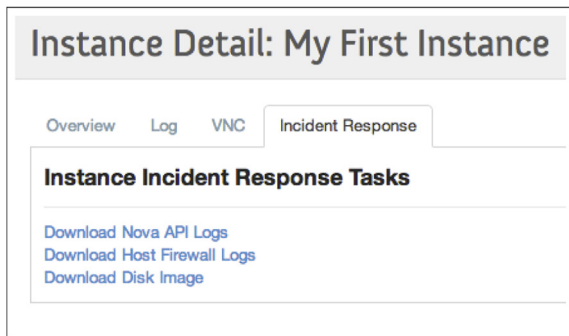 Instance Detail: My First Instance
Overview Log VNC Incident Response
Instance Incident Response Tasks
Download Nova API Logs
Download Host Firewall Logs
Download Disk Image